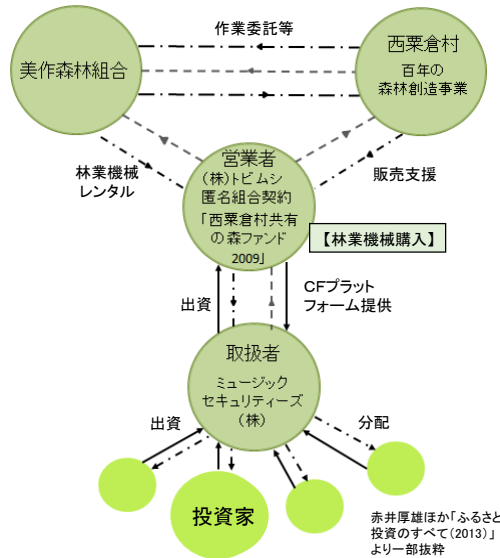 作業委託等
美作森林組合
西粟倉村
百年の
森林創造事業
林業機械
レンタル
営業者
(株)トビムシ
匿名組合契約
「西粟倉村共有
の森ファンド
2009」
販売支援
【林業機械購入】
出資
CFプラット
フォーム提供
取扱者
ミュージック
セキュリティーズ
(株)
出資
分配
投資家
赤井厚雄ほか「ふるさと
投資のすべて(2013)」
より一部抜粋